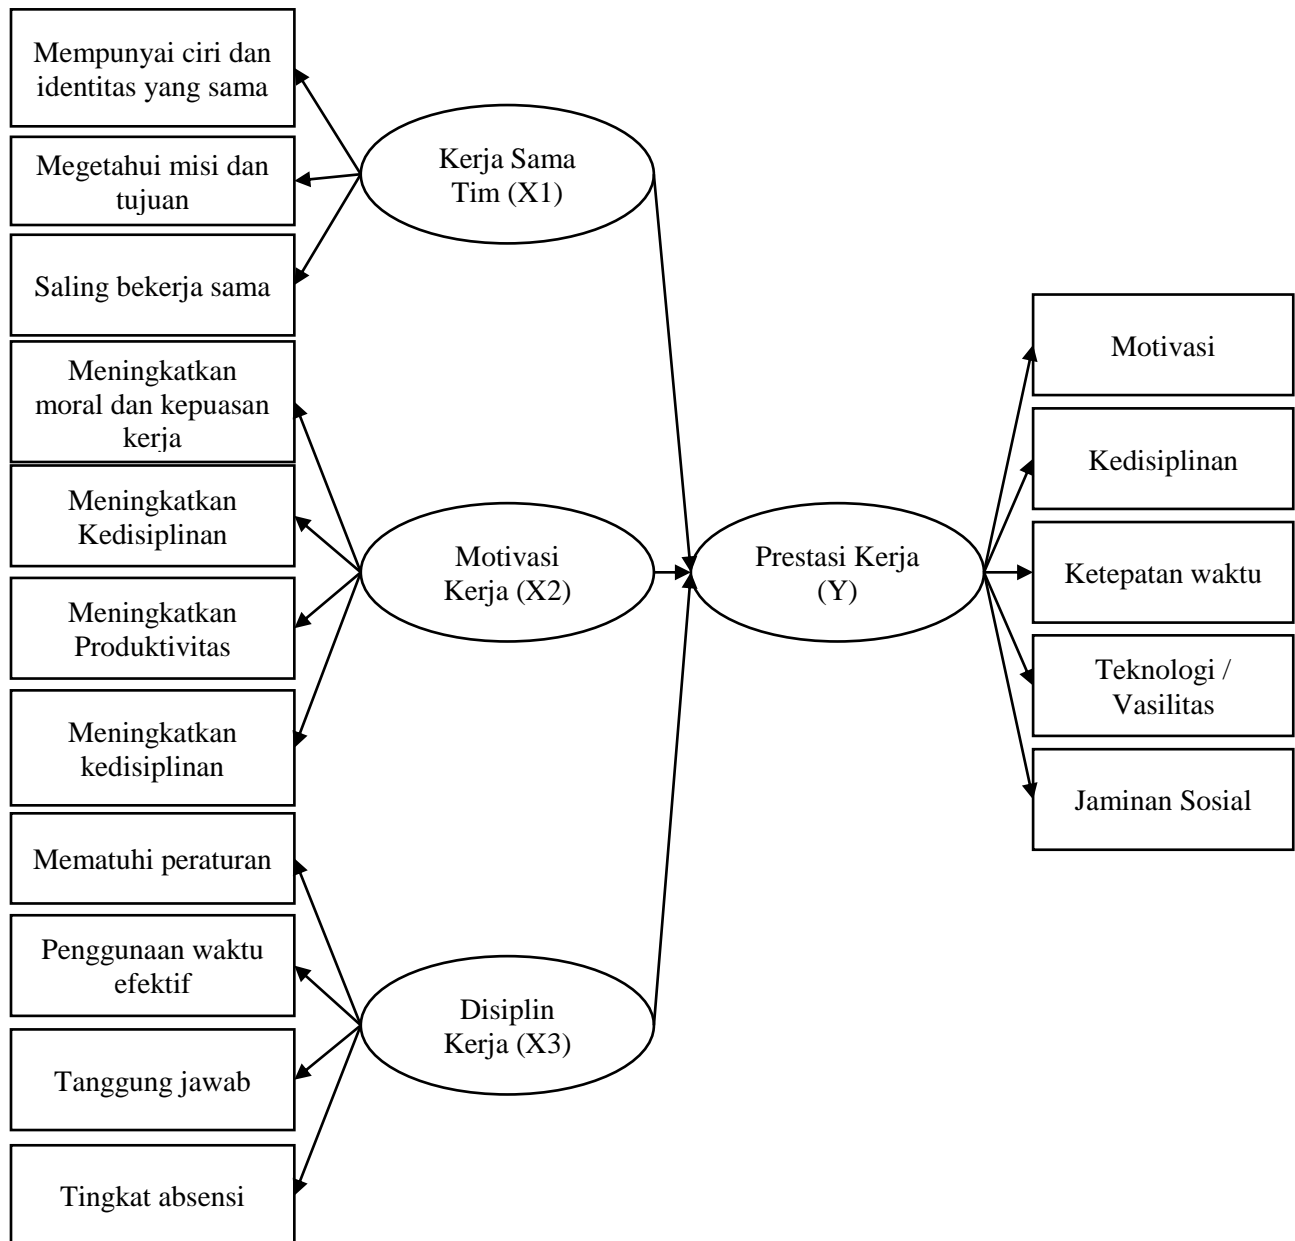 Mempunyai ciri dan
identitas yang sama
Megetahui misi dan
tujuan
Saling bekerja sama
Meningkatkan
moral dan kepuasan
kerja
Meningkatkan
Kedisiplinan
Meningkatkan
Produktivitas
Meningkatkan
kedisiplinan
Mematuhi peraturan
Penggunaan waktu
efektif
Tanggung jawab
Tingkat absensi
Kerja Sama
Tim (X1)
Motivasi
Kerja (X2)
Disiplin
Kerja (X3)
Prestasi Kerja
(Y)
Motivasi
Kedisiplinan
Ketepatan waktu
Teknologi /
Vasilitas
Jaminan Sosial